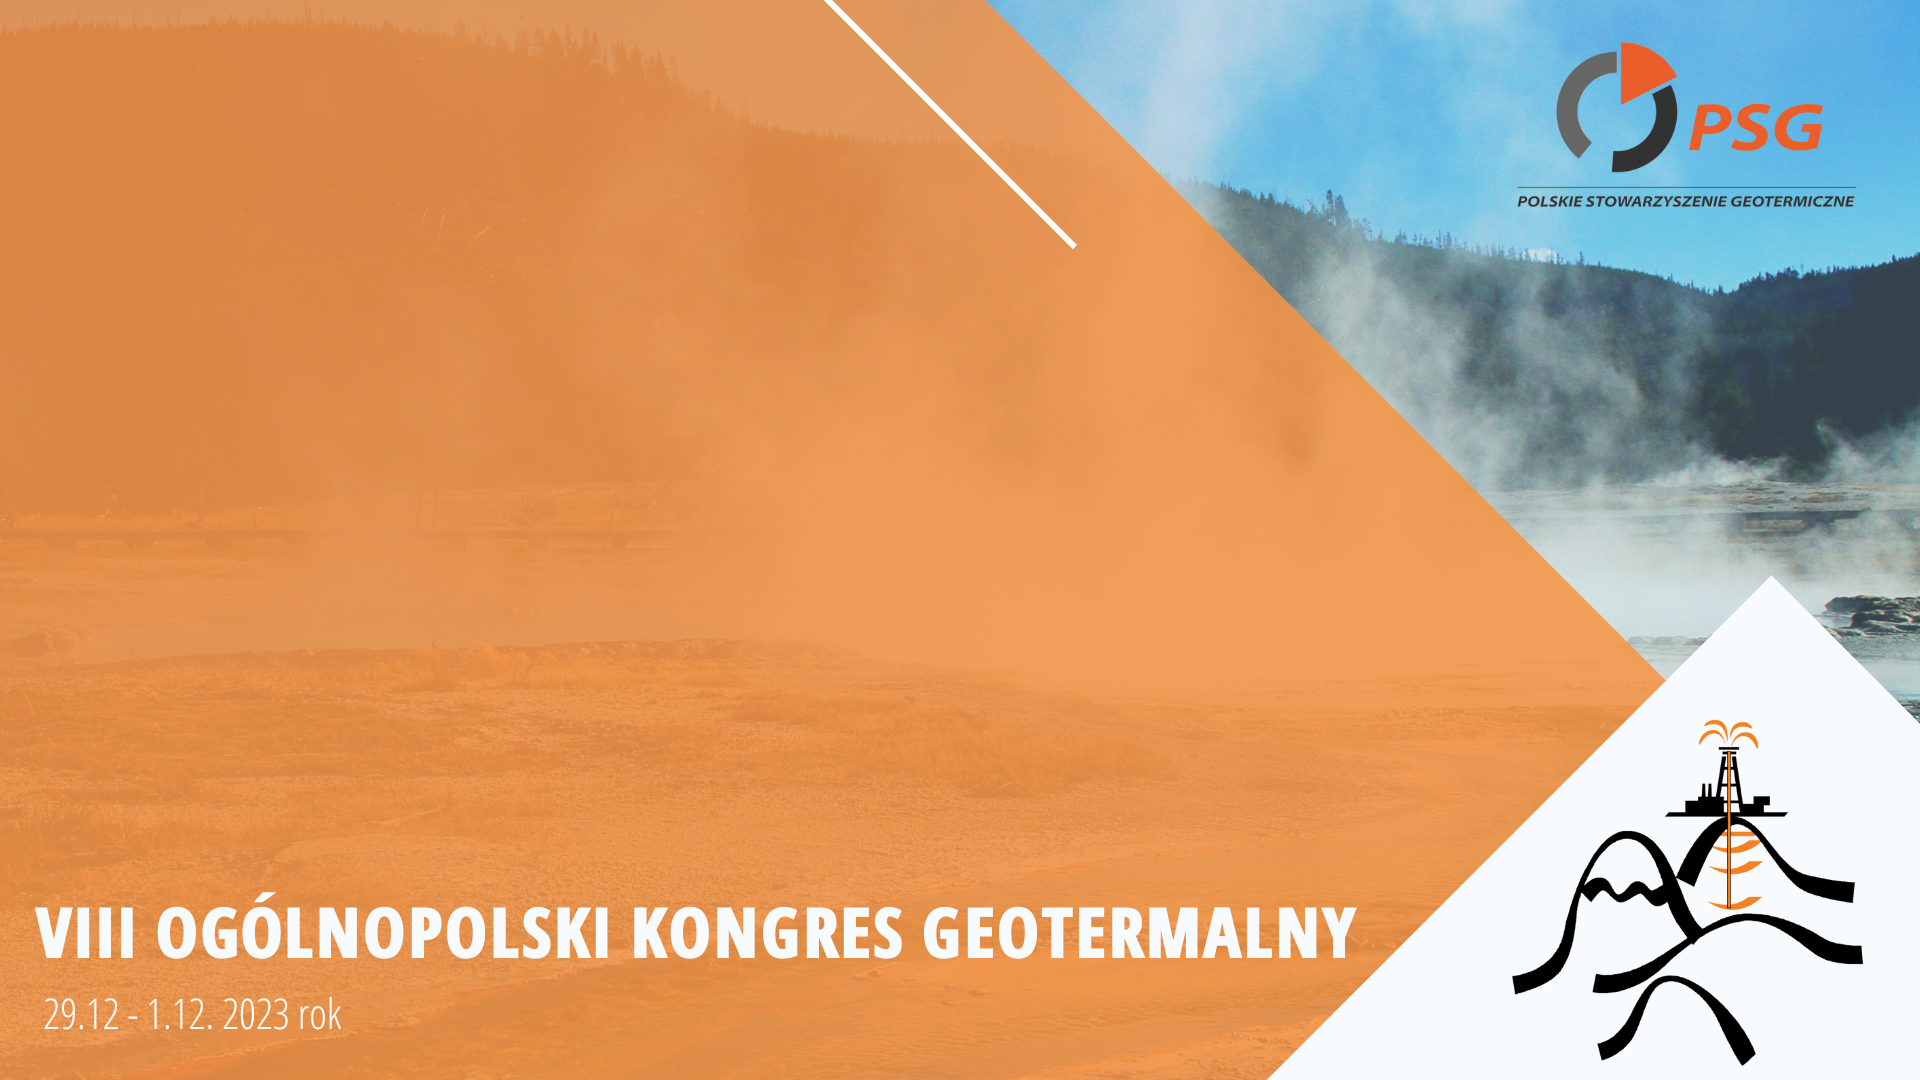 PSG
POLSKIE STOWARZYSZENIE GEOTERMICZNE
VIII OGÓLNOPOLSKI KONGRES GEOTERMALNY
29.12 - 1.12. 2023 rok